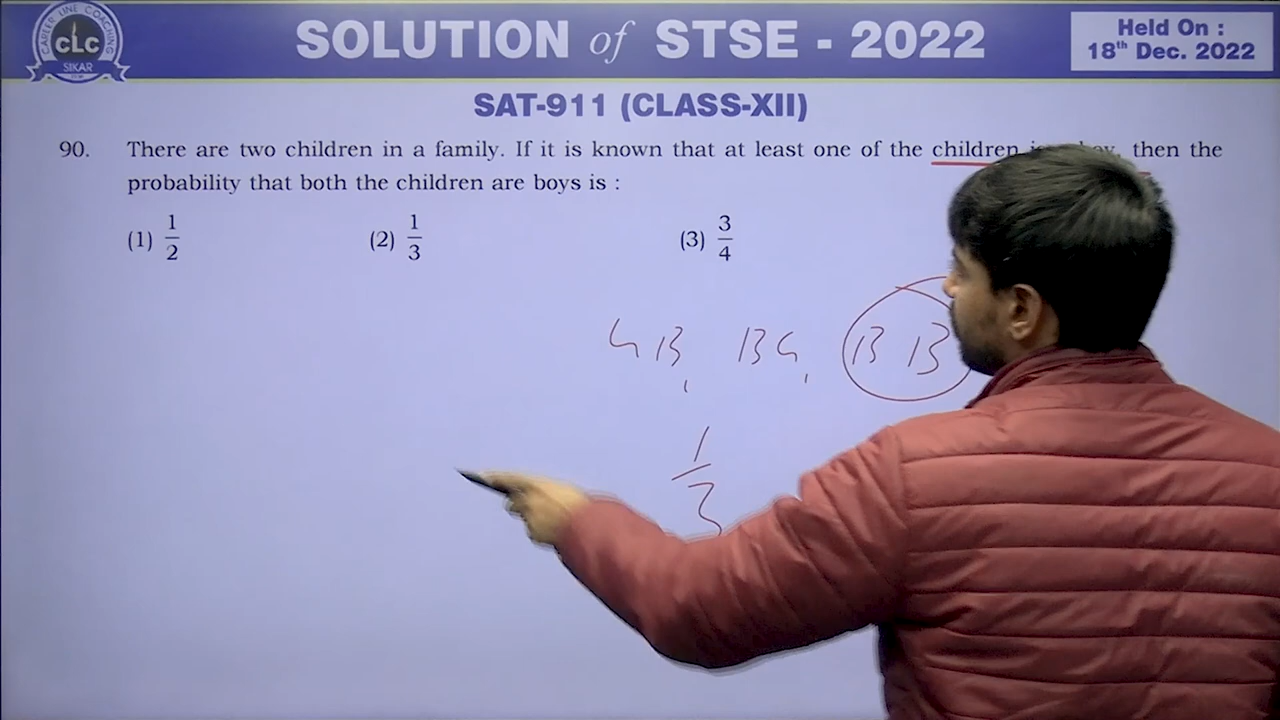 CAREER LINE COACHING
CLC
SIKAR
SOLUTION of STSE - 2022
Held On :
18th Dec. 2022
SAT-911 (CLASS-XII)
90. There are two children in a family. If it is known that at least one of the children then the
probability that both the children are boys is :
(1) 1/2 (2) 1/3 (3) 3/4
GB, BG, BB
1/3